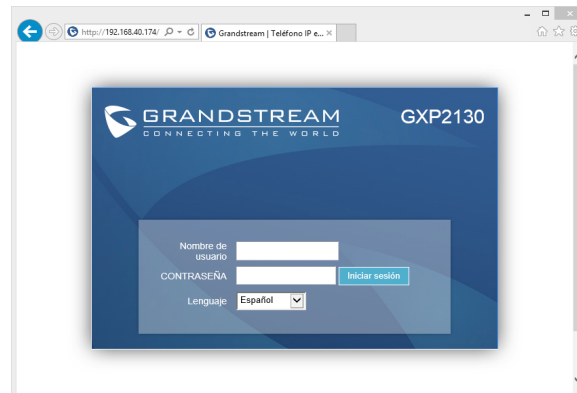 http://192.168.40.174/
Grandstream | Teléfono IP e...
GRANDSTREAM
CONNECTING THE WORLD
GXP2130
Nombre de
usuario
CONTRASEÑA
Iniciar sesión
Lenguaje
Español